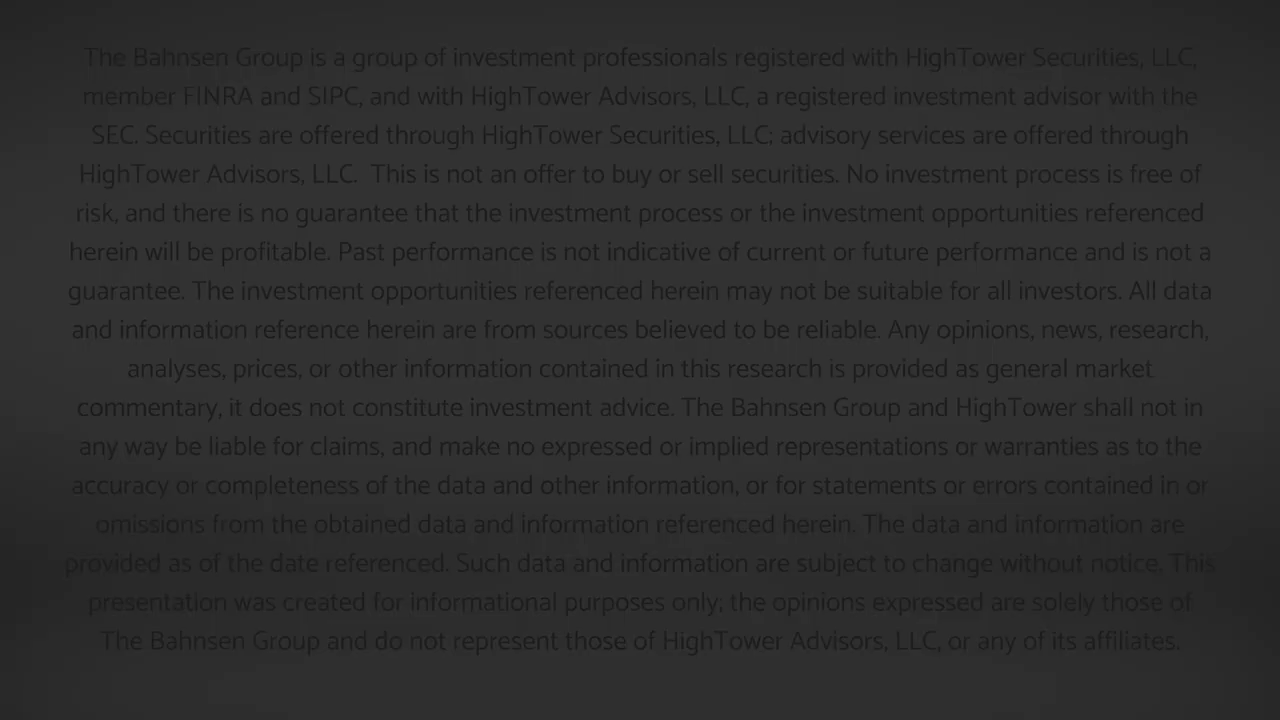 The Bahnsen Group is a group of investment professionals registered with HighTower Securities, LLC,
member FINRA and SIPC, and with HighTower Advisors, LLC, a registered investment advisor with the
SEC. Securities are offered through HighTower Securities, LLC; advisory services are offered through
HighTower Advisors, LLC.  This is not an offer to buy or sell securities. No investment process is free of
risk, and there is no guarantee that the investment process or the investment opportunities referenced
herein will be profitable. Past performance is not indicative of current or future performance and is not a
guarantee. The investment opportunities referenced herein may not be suitable for all investors. All data
and information reference herein are from sources believed to be reliable. Any opinions, news, research,
analyses, prices, or other information contained in this research is provided as general market
commentary, it does not constitute investment advice. The Bahnsen Group and HighTower shall not in
any way be liable for claims, and make no expressed or implied representations or warranties as to the
accuracy or completeness of the data and other information, or for statements or errors contained in or
omissions from the obtained data and information referenced herein. The data and information are
provided as of the date referenced. Such data and information are subject to change without notice. This
presentation was created for informational purposes only; the opinions expressed are solely those of
The Bahnsen Group and do not represent those of HighTower Advisors, LLC, or any of its affiliates.